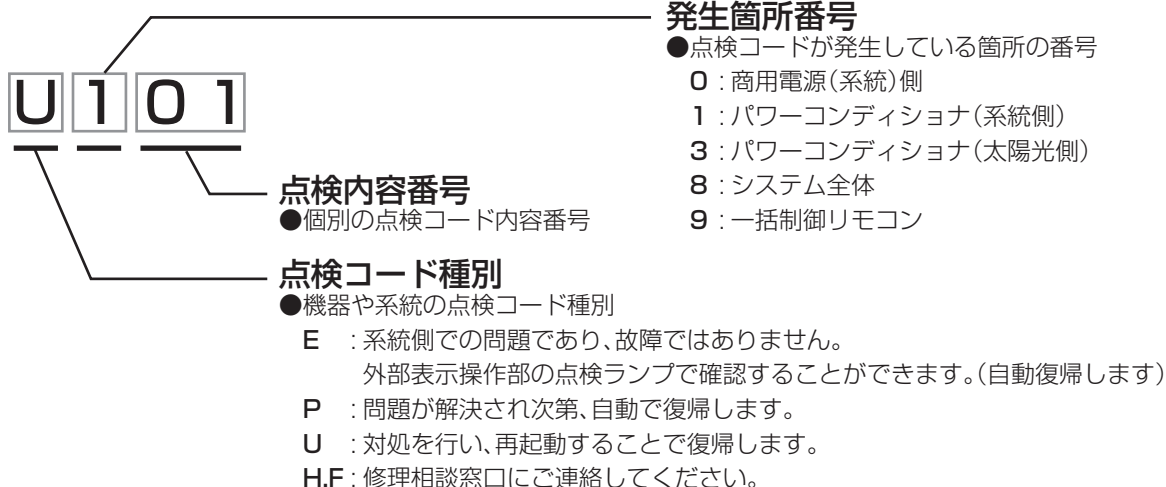 発生箇所番号
●点検コードが発生している箇所の番号
0 : 商用電源(系統)側
1 : パワーコンディショナ(系統側)
3 : パワーコンディショナ(太陽光側)
8 : システム全体
9 : 一括制御リモコン
U 1 0 1
点検内容番号
●個別の点検コード内容番号
点検コード種別
●機器や系統の点検コード種別
E : 系統側での問題であり、故障ではありません。
外部表示操作部の点検ランプで確認することができます。(自動復帰します)
P : 問題が解決され次第、自動で復帰します。
U : 対処を行い、再起動することで復帰します。
H,F : 修理相談窓口にご連絡してください。